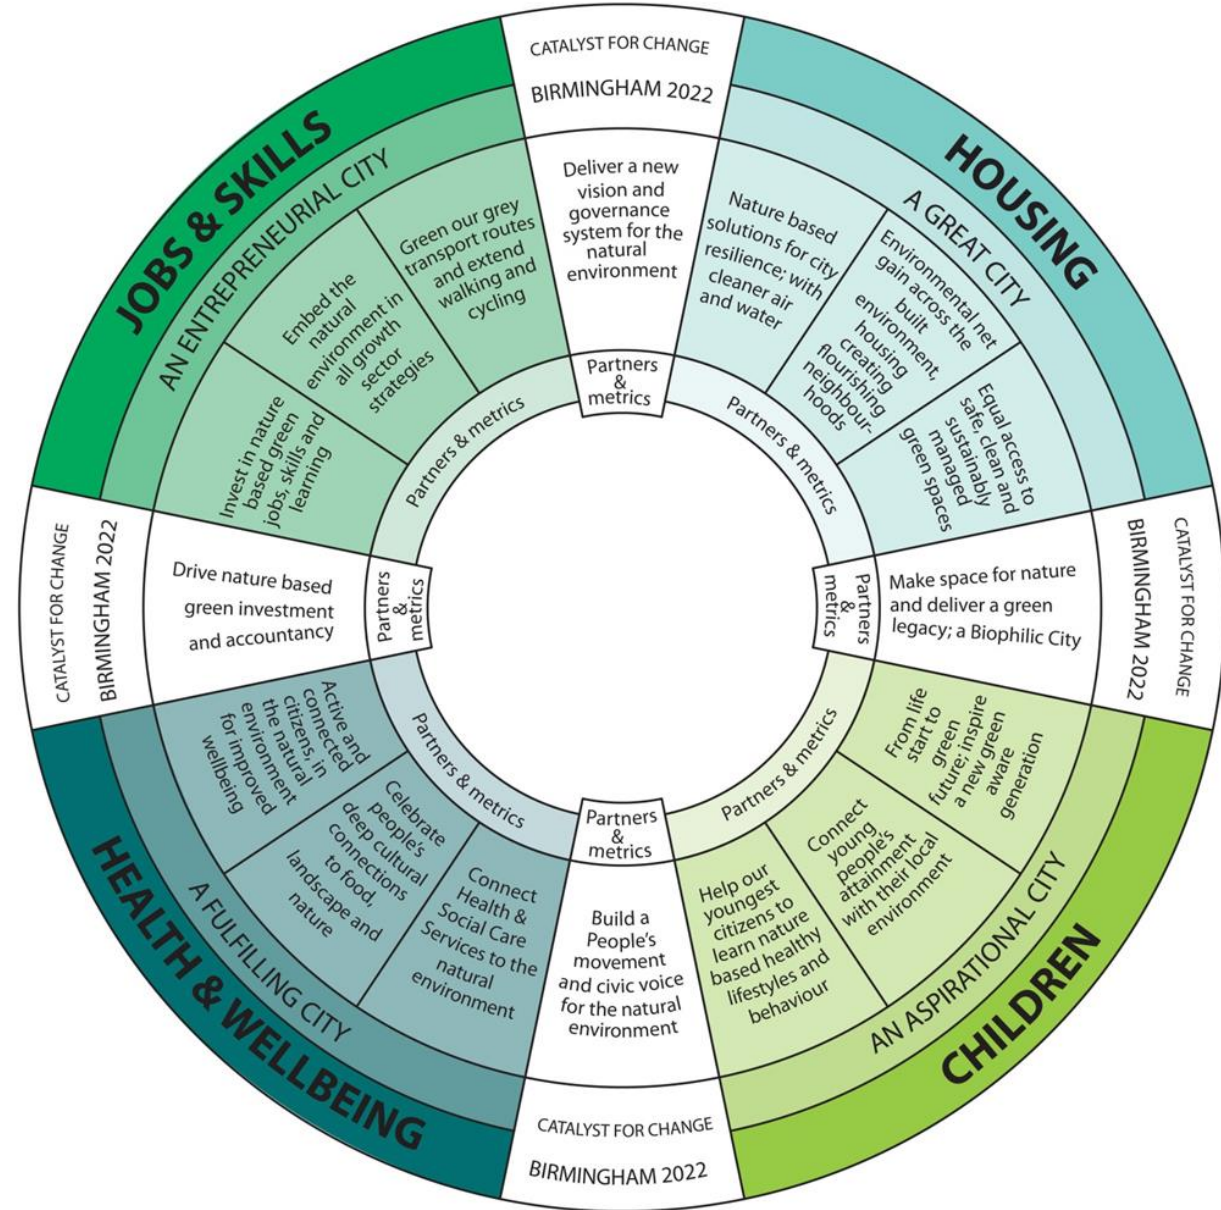 CATALYST FOR CHANGE
BIRMINGHAM 2022
Deliver a new
vision and
governance
system for the
natural
environment
Partners
&
metrics
HOUSING
A GREAT CITY
Nature based
solutions for city
resilience; with
cleaner air
and water
Environmental net
gain across the
built
environment,
housing
creating
flourishing
neighbour-
hoods
Equal access to
safe, clean and
sustainably
managed
green spaces
Partners & metrics
CATALYST FOR CHANGE
BIRMINGHAM 2022
Make space for nature
and deliver a green
legacy; a Biophilic City
Partners
&
metrics
CHILDREN
AN ASPIRATIONAL CITY
From life
start to
green
future; inspire
a new green
aware
generation
Connect
young
people's
attainment
with their local
environment
Help our
youngest
citizens to
learn nature
based healthy
lifestyles and
behaviour
Partners & metrics
Partners
&
metrics
Build a
People's
movement
and civic voice
for the natural
environment
CATALYST FOR CHANGE
BIRMINGHAM 2022
HEALTH & WELLBEING
A FULFILLING CITY
Connect
Health &
Social Care
Services to the
natural
environment
Celebrate
people's
deep cultural
connections
to food,
landscape and
nature
Active and
connected
citizens, in
the natural
environment
for improved
wellbeing
Partners & metrics
CATALYST FOR CHANGE
BIRMINGHAM 2022
Drive nature based
green investment
and accountancy
Partners
&
metrics
JOBS & SKILLS
AN ENTREPRENEURIAL CITY
Invest in nature
based green
jobs, skills and
learning
Embed the
natural
environment in
all growth
sector
strategies
Green our grey
transport routes
and extend
walking and
cycling
Partners & metrics